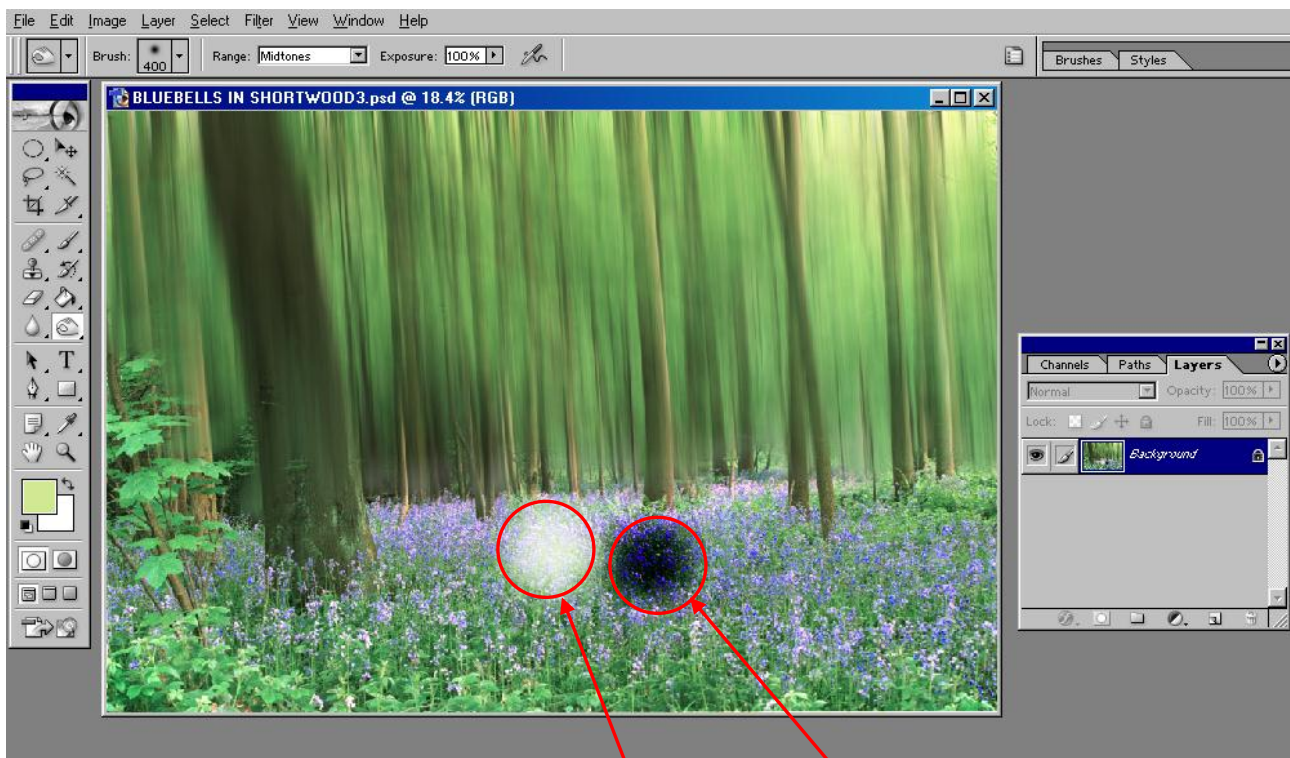 File Edit Image Layer Select Filter View Window Help
Brush: 400 Range: Midtones Exposure: 100%
Brushes Styles
BLUEBELLS IN SHORTWOOD3.psd @ 18.4% (RGB)
Channels Paths Layers
Normal Opacity: 100%
Lock: Fill: 100%
Background